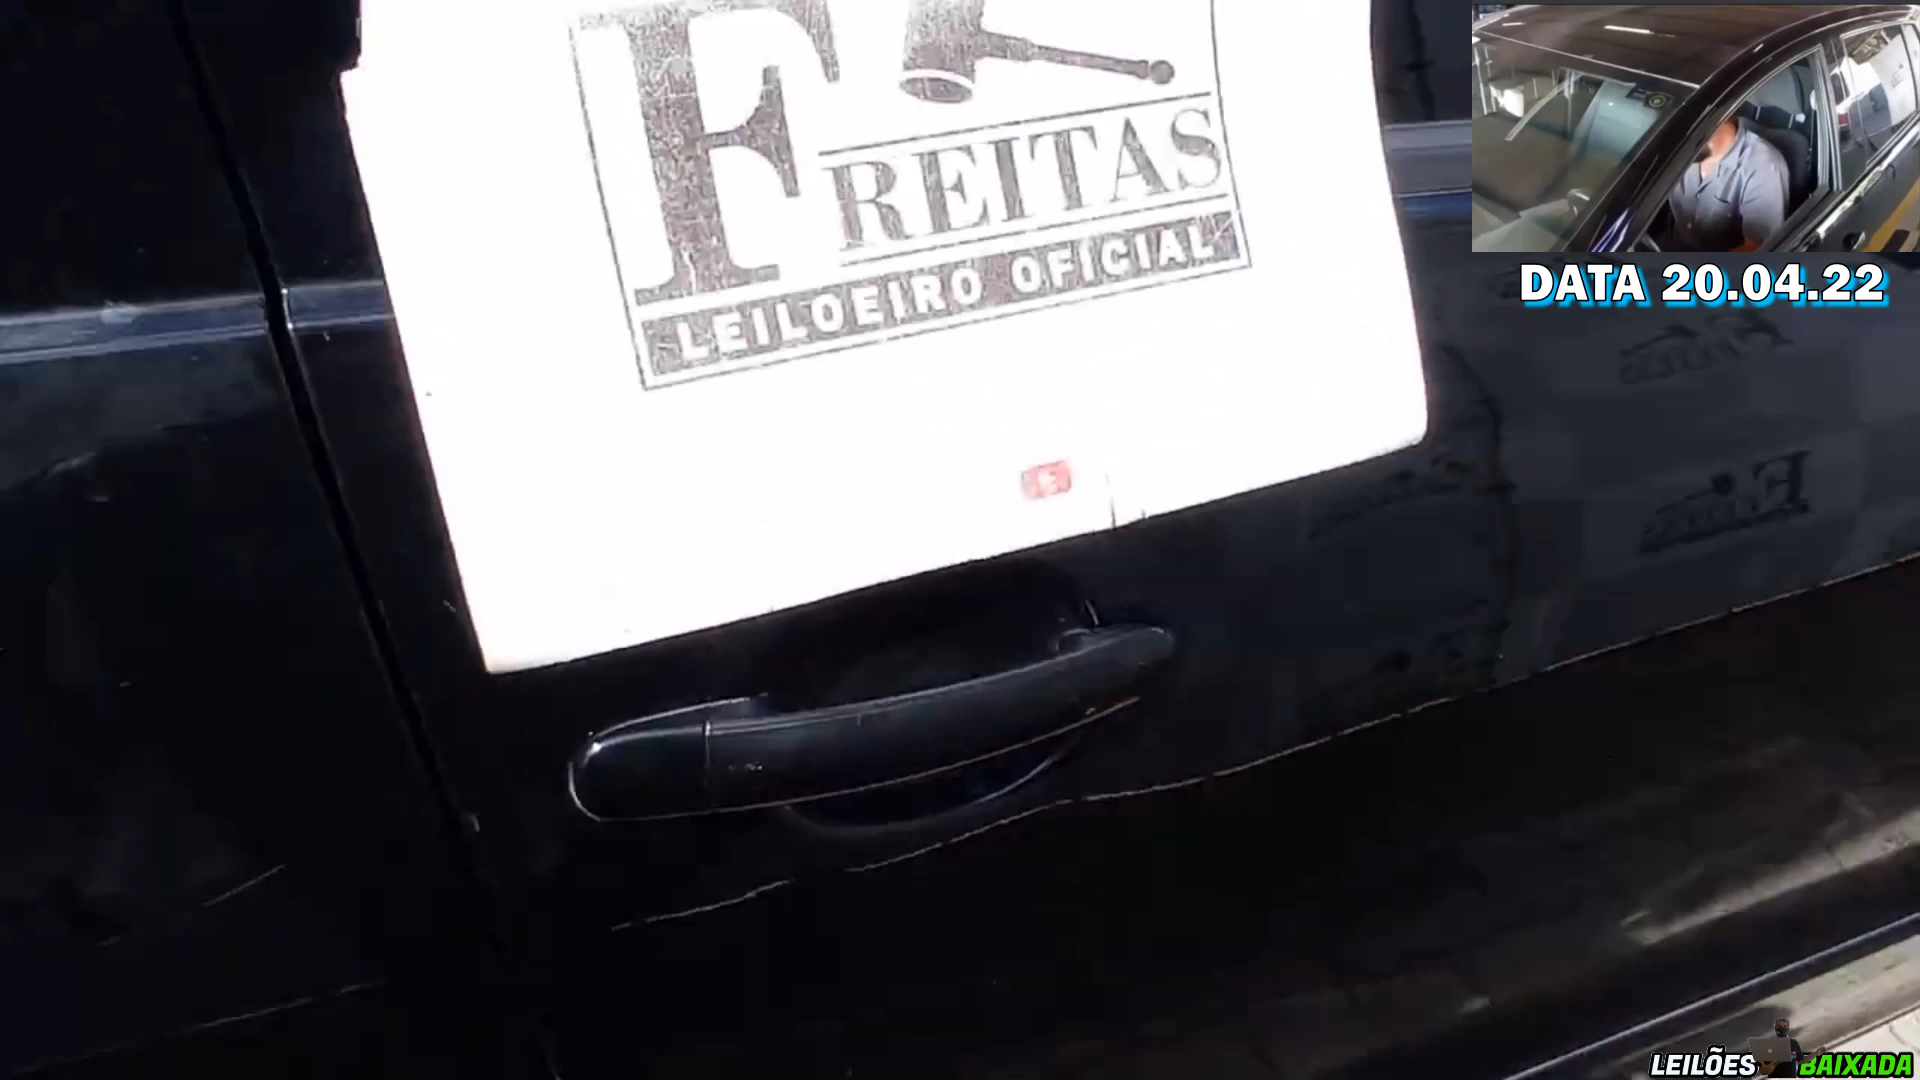 FREITAS
LEILOEIRO OFICIAL
DATA 20.04.22
LEILÕES BAIXADA